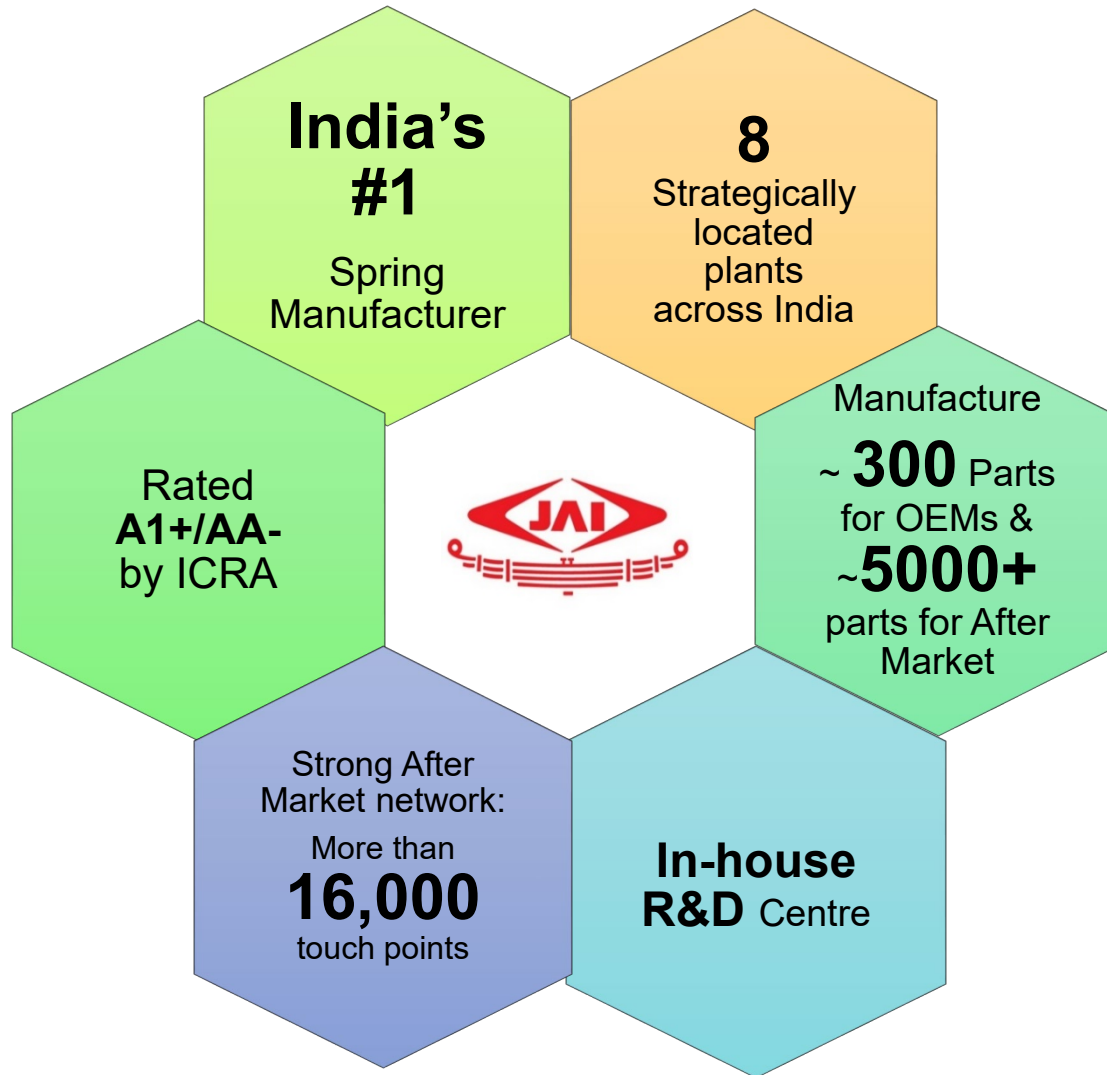 India's
#1
Spring
Manufacturer
8
Strategically
located
plants
across India
Manufacture
~ 300 Parts
for OEMs &
~5000+
parts for After
Market
Rated
A1+/AA-
by ICRA
JAI
Strong After
Market network:
More than
16,000
touch points
In-house
R&D Centre